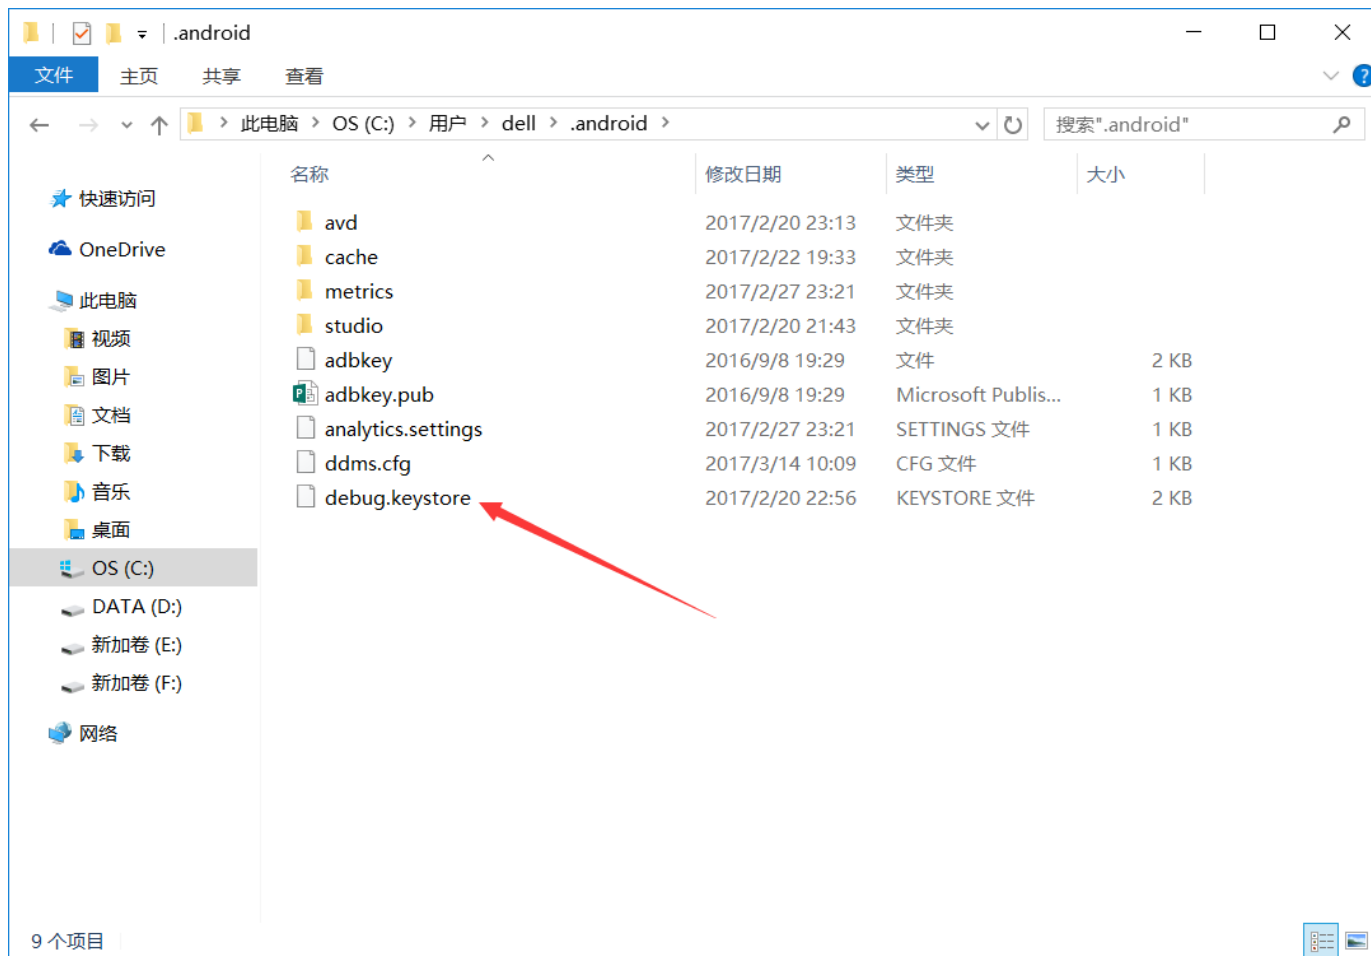 .android
文件 主页 共享 查看
此电脑 OS (C:) 用户 dell .android
搜索".android"
名称 修改日期 类型 大小
快速访问
OneDrive
此电脑
视频
图片
文档
下载
音乐
桌面
OS (C:)
DATA (D:)
新加卷 (E:)
新加卷 (F:)
网络
avd 2017/2/20 23:13 文件夹
cache 2017/2/22 19:33 文件夹
metrics 2017/2/27 23:21 文件夹
studio 2017/2/20 21:43 文件夹
adbkey 2016/9/8 19:29 文件 2 KB
adbkey.pub 2016/9/8 19:29 Microsoft Publis... 1 KB
analytics.settings 2017/2/27 23:21 SETTINGS 文件 1 KB
ddms.cfg 2017/3/14 10:09 CFG 文件 1 KB
debug.keystore 2017/2/20 22:56 KEYSTORE 文件 2 KB
9 个项目